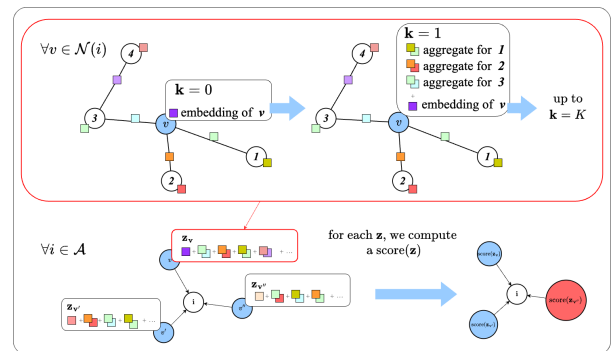 ∀v ∈ N(i)
4
3
v
1
2
k = 0
embedding of v
4
3
v
1
2
k = 1
aggregate for 1
aggregate for 2
aggregate for 3
+
embedding of v
up to
k = K
∀i ∈ A
z_v
+ + + + + ...
z_v'
+ + + ...
z_v''
+ + + + ...
v
i
v'
v''
for each z, we compute
a score(z)
score(z_v)
i
score(z_v'')
score(z_v')